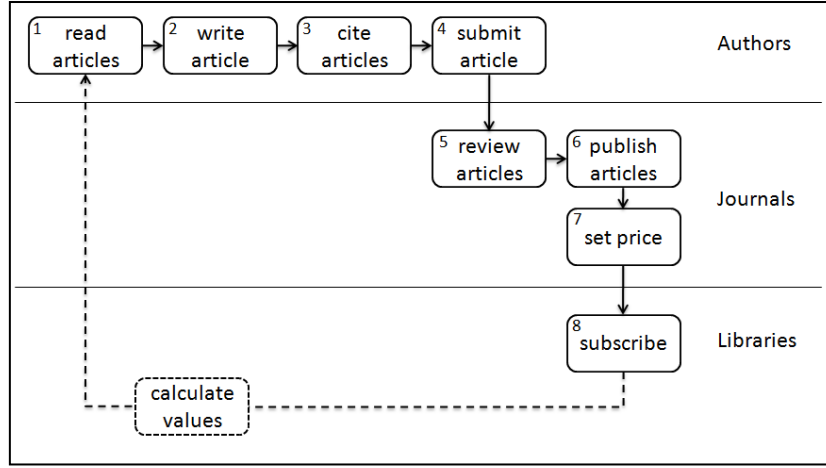 1 read
articles
2 write
article
3 cite
articles
4 submit
article
Authors
5 review
articles
6 publish
articles
Journals
7
set price
8
subscribe
Libraries
calculate
values